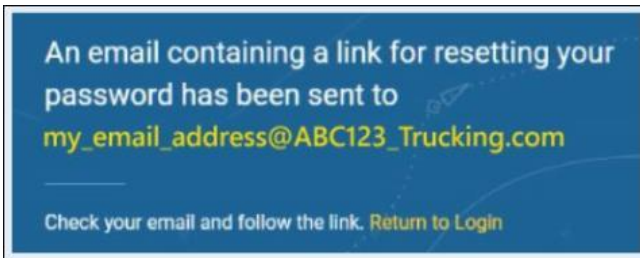 An email containing a link for resetting your
password has been sent to
my_email_address@ABC123_Trucking.com
Check your email and follow the link. Return to Login